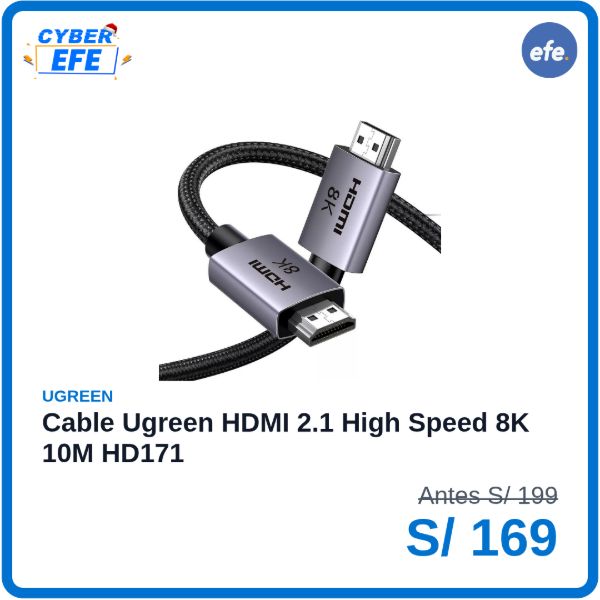 CYBER
EFE
efe.
HDMI
8K
HDMI
8K
UGREEN
Cable Ugreen HDMI 2.1 High Speed 8K
10M HD171
Antes S/ 199
S/ 169